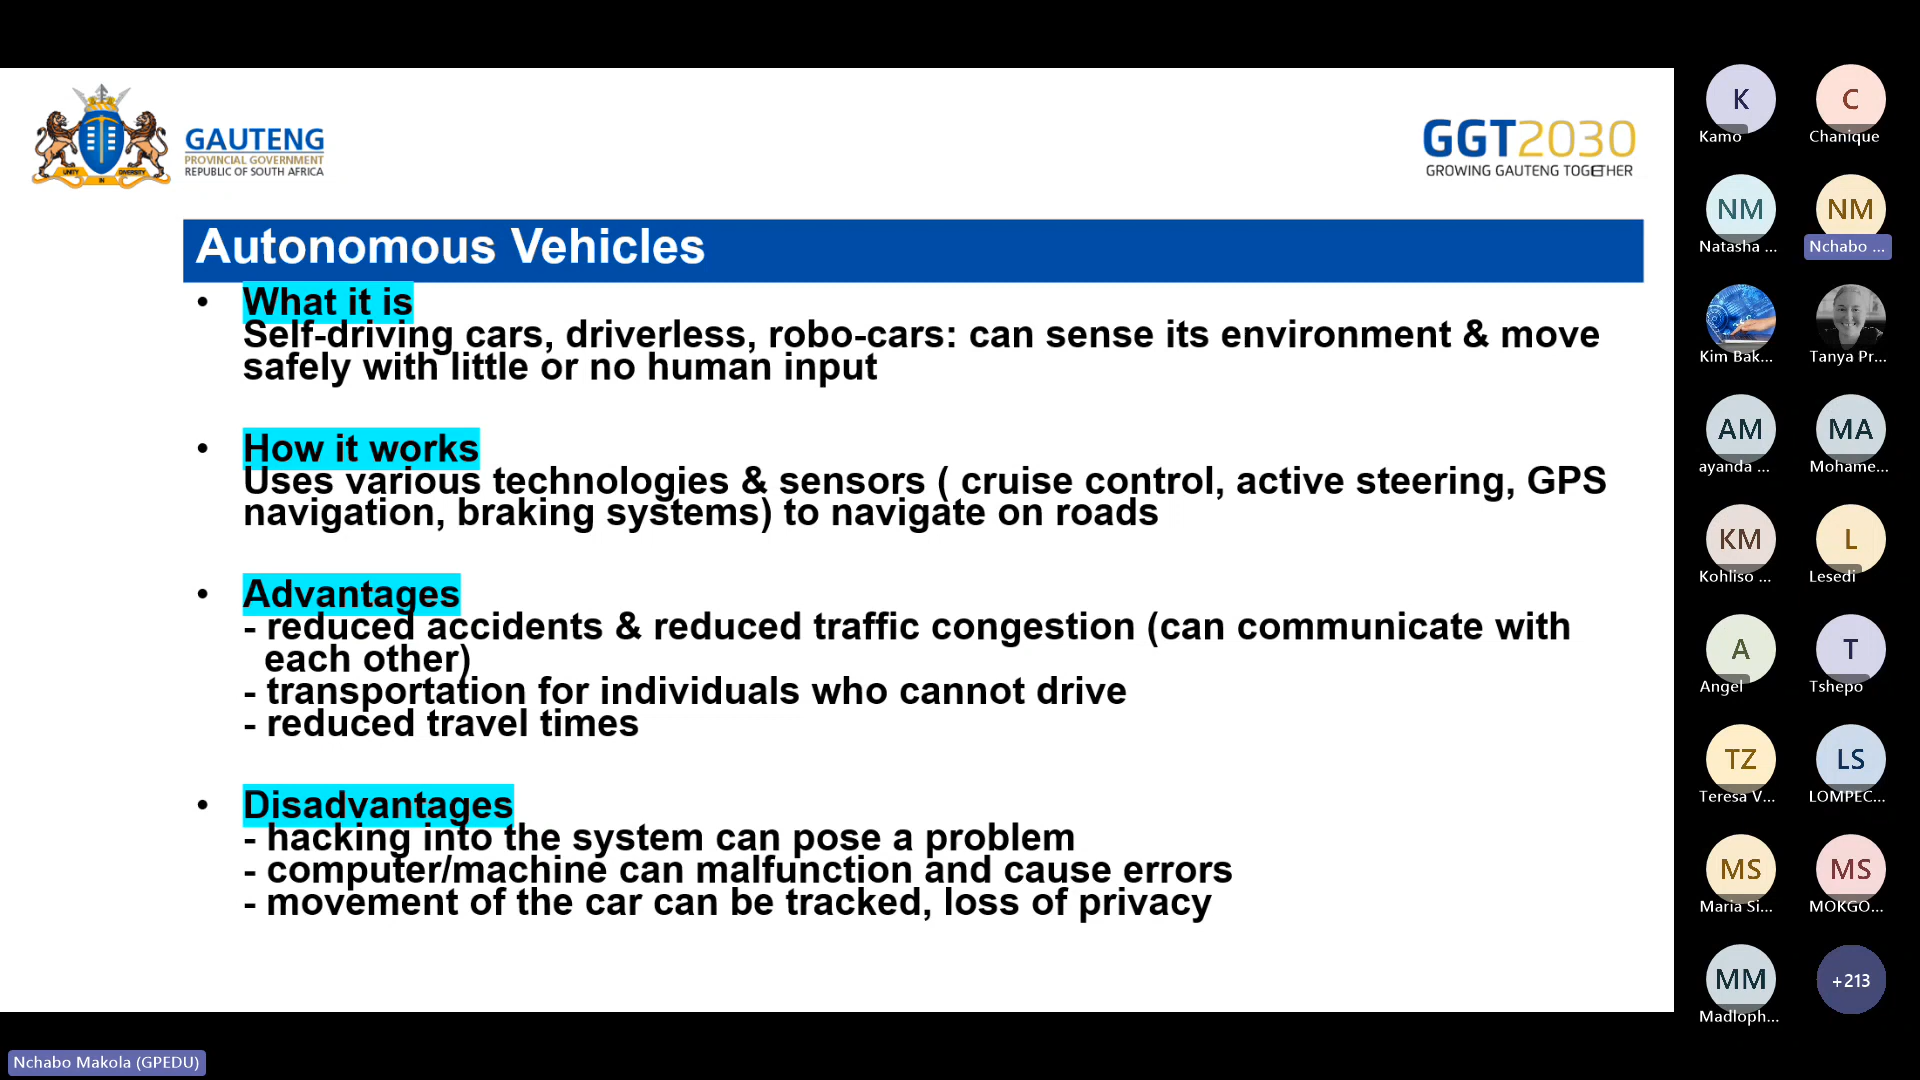 GAUTENG
PROVINCIAL GOVERNMENT
REPUBLIC OF SOUTH AFRICA
UNITY IN DIVERSITY
GGT2030
GROWING GAUTENG TOGETHER
Autonomous Vehicles
• What it is
Self-driving cars, driverless, robo-cars: can sense its environment & move
safely with little or no human input
• How it works
Uses various technologies & sensors ( cruise control, active steering, GPS
navigation, braking systems) to navigate on roads
• Advantages
- reduced accidents & reduced traffic congestion (can communicate with
each other)
- transportation for individuals who cannot drive
- reduced travel times
• Disadvantages
- hacking into the system can pose a problem
- computer/machine can malfunction and cause errors
- movement of the car can be tracked, loss of privacy
K
Kamo
C
Chanique
NM
Natasha ...
NM
Nchabo ...
Kim Bak...
Tanya Pr...
AM
ayanda ...
MA
Mohame...
KM
Kohliso ...
L
Lesedi
A
Angel
T
Tshepo
TZ
Teresa V...
LS
LOMPEC...
MS
Maria Si...
MS
MOKGO...
MM
Madloph...
+213
Nchabo Makola (GPEDU)